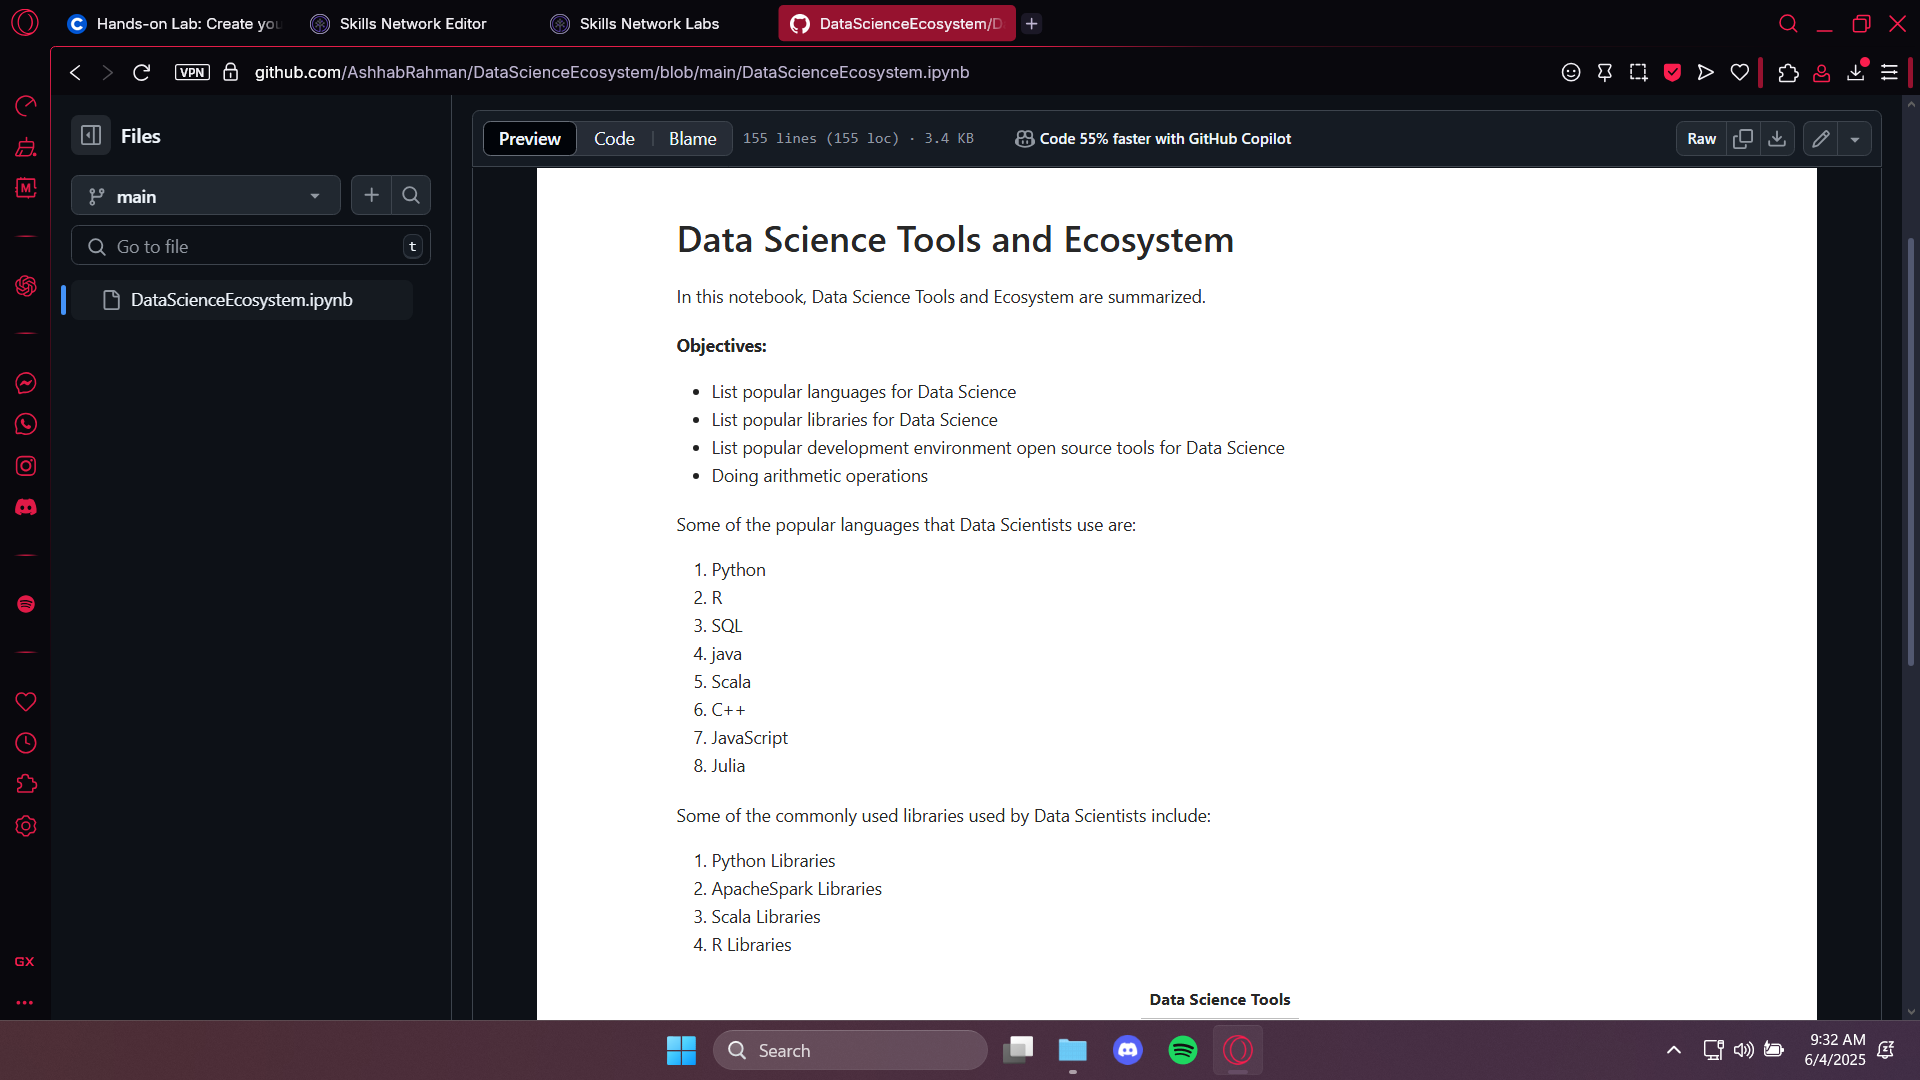 Hands-on Lab: Create you
Skills Network Editor
Skills Network Labs
DataScienceEcosystem/D
VPN
github.com/AshhabRahman/DataScienceEcosystem/blob/main/DataScienceEcosystem.ipynb
Files
main
Go to file
t
DataScienceEcosystem.ipynb
Preview
Code
Blame
155 lines (155 loc) · 3.4 KB
Code 55% faster with GitHub Copilot
Raw
Data Science Tools and Ecosystem
In this notebook, Data Science Tools and Ecosystem are summarized.
Objectives:
• List popular languages for Data Science
• List popular libraries for Data Science
• List popular development environment open source tools for Data Science
• Doing arithmetic operations
Some of the popular languages that Data Scientists use are:
1. Python
2. R
3. SQL
4. java
5. Scala
6. C++
7. JavaScript
8. Julia
Some of the commonly used libraries used by Data Scientists include:
1. Python Libraries
2. ApacheSpark Libraries
3. Scala Libraries
4. R Libraries
Data Science Tools
GX
Search
9:32 AM
6/4/2025